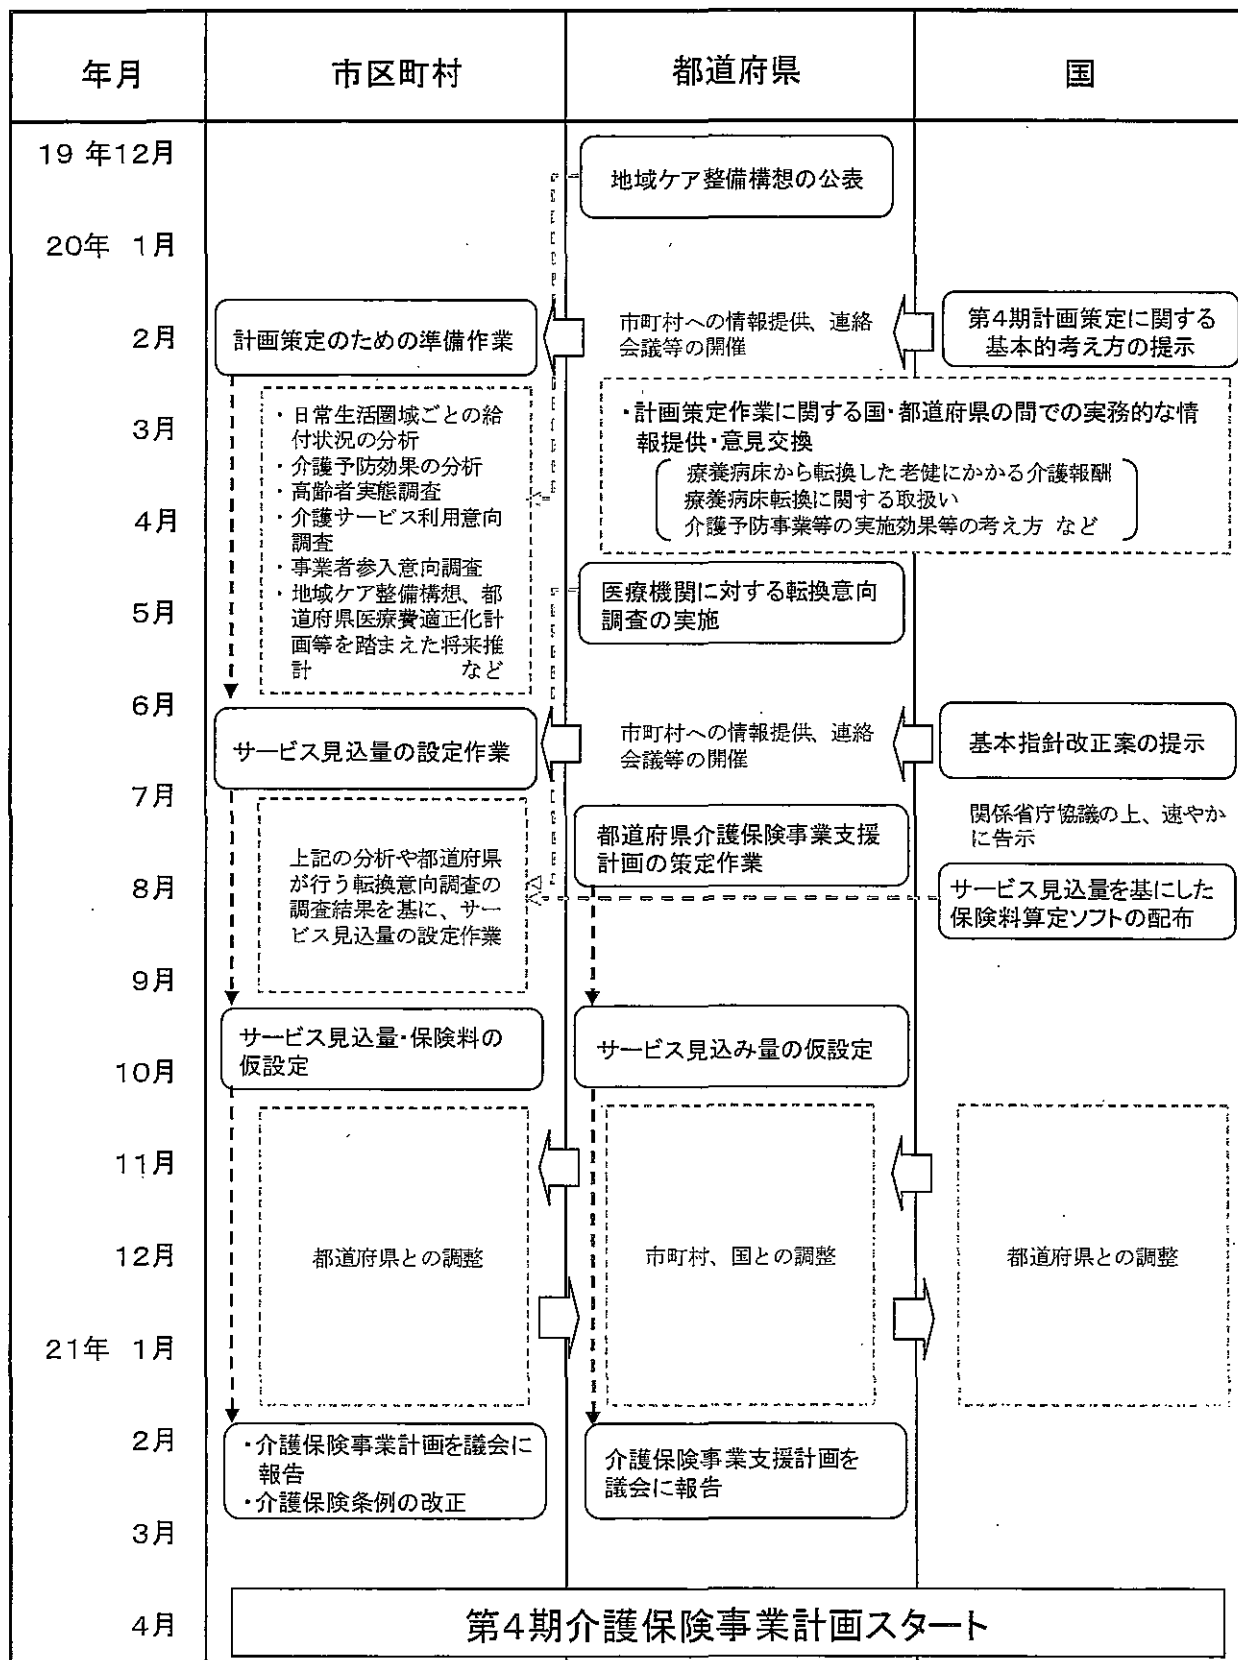 年月
市区町村
都道府県
国
19 年12月
地域ケア整備構想の公表
20年 1月
2月
計画策定のための準備作業
市町村への情報提供、連絡
会議等の開催
第4期計画策定に関する
基本的考え方の提示
3月
・日常生活圏域ごとの給
付状況の分析
・介護予防効果の分析
・高齢者実態調査
・介護サービス利用意向
調査
・事業者参入意向調査
・地域ケア整備構想、都
道府県医療費適正化計
画等を踏まえた将来推
計 など
・計画策定作業に関する国・都道府県の間での実務的な情
報提供・意見交換
療養病床から転換した老健にかかる介護報酬
療養病床転換に関する取扱い
介護予防事業等の実施効果等の考え方 など
4月
5月
医療機関に対する転換意向
調査の実施
6月
サービス見込量の設定作業
市町村への情報提供、連絡
会議等の開催
基本指針改正案の提示
7月
関係省庁協議の上、速やか
に告示
都道府県介護保険事業支援
計画の策定作業
8月
上記の分析や都道府県
が行う転換意向調査の
調査結果を基に、サー
ビス見込量の設定作業
サービス見込量を基にした
保険料算定ソフトの配布
9月
サービス見込量・保険料の
仮設定
サービス見込み量の仮設定
10月
11月
12月
都道府県との調整
市町村、国との調整
都道府県との調整
21年 1月
2月
・介護保険事業計画を議会に
報告
・介護保険条例の改正
介護保険事業支援計画を
議会に報告
3月
4月
第4期介護保険事業計画スタート